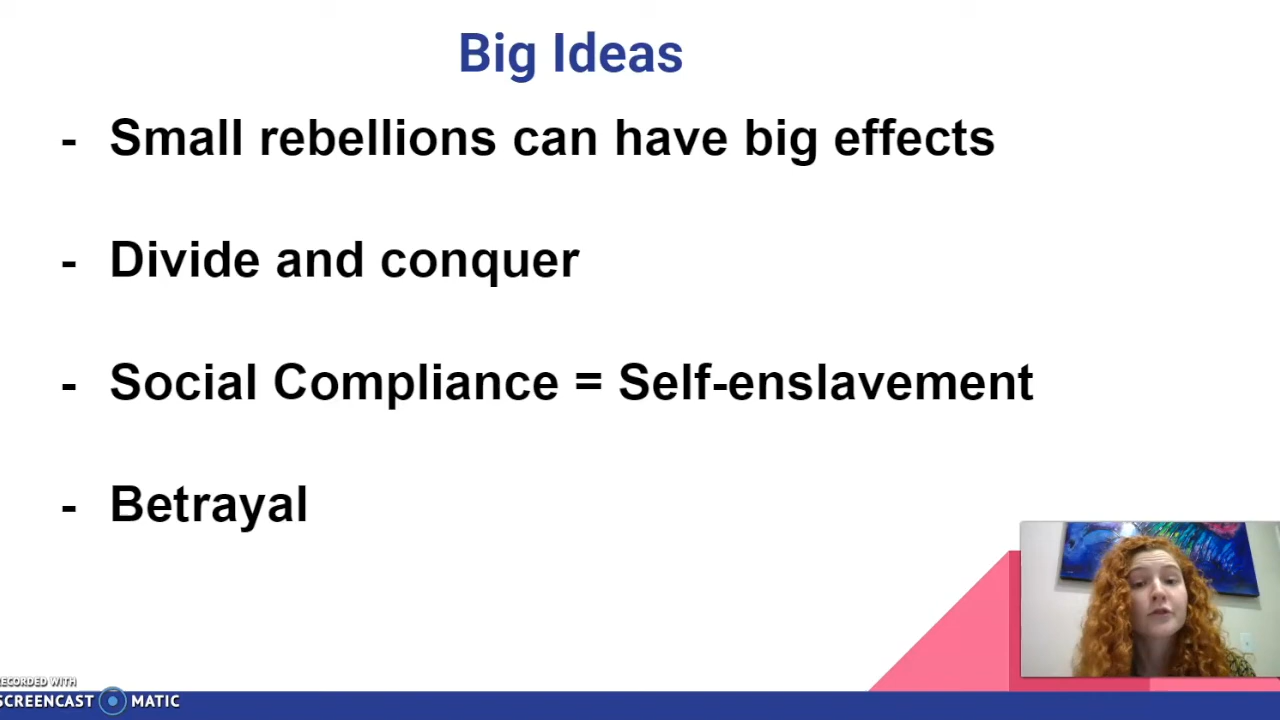 Big Ideas
- Small rebellions can have big effects
- Divide and conquer
- Social Compliance = Self-enslavement
- Betrayal
RECORDED WITH
SCREENCAST MATIC